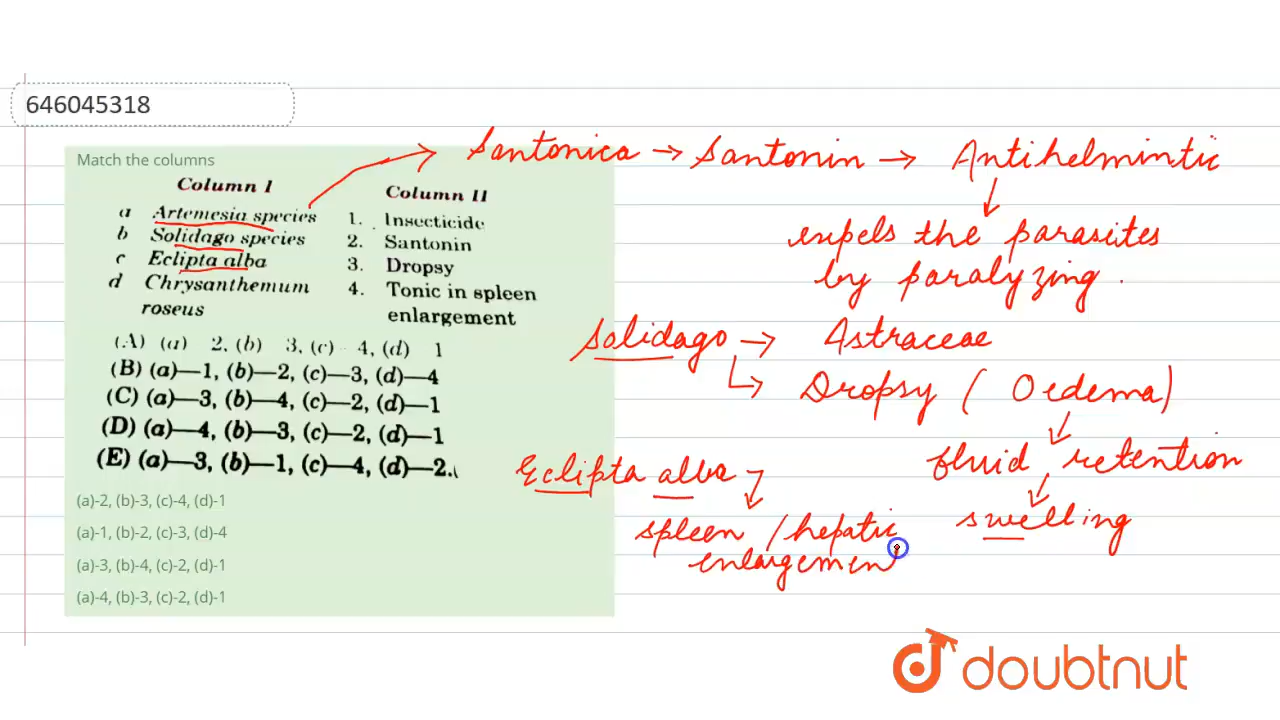 646045318
Match the columns
Column I
Column II
a Artemesia species
1. Insecticide
b Solidago species
2. Santonin
c Eclipta alba
3. Dropsy
d Chrysanthemum
roseus
4. Tonic in spleen
enlargement
(A) (a) 2, (b) 3, (c) - 4, (d) 1
(B) (a)—1, (b)—2, (c)—3, (d)—4
(C) (a)—3, (b)—4, (c)—2, (d)—1
(D) (a)—4, (b)—3, (c)—2, (d)—1
(E) (a)—3, (b)—1, (c)—4, (d)—2.
(a)-2, (b)-3, (c)-4, (d)-1
(a)-1, (b)-2, (c)-3, (d)-4
(a)-3, (b)-4, (c)-2, (d)-1
(a)-4, (b)-3, (c)-2, (d)-1
Santonica → Santonin → Antihelmintic
expels the parasites
by paralyzing.
Solidago → Astraceae
Dropsy (Oedema)
fluid retention
swelling
Eclipta alba
spleen / hepatic
enlargemen
doubtnut